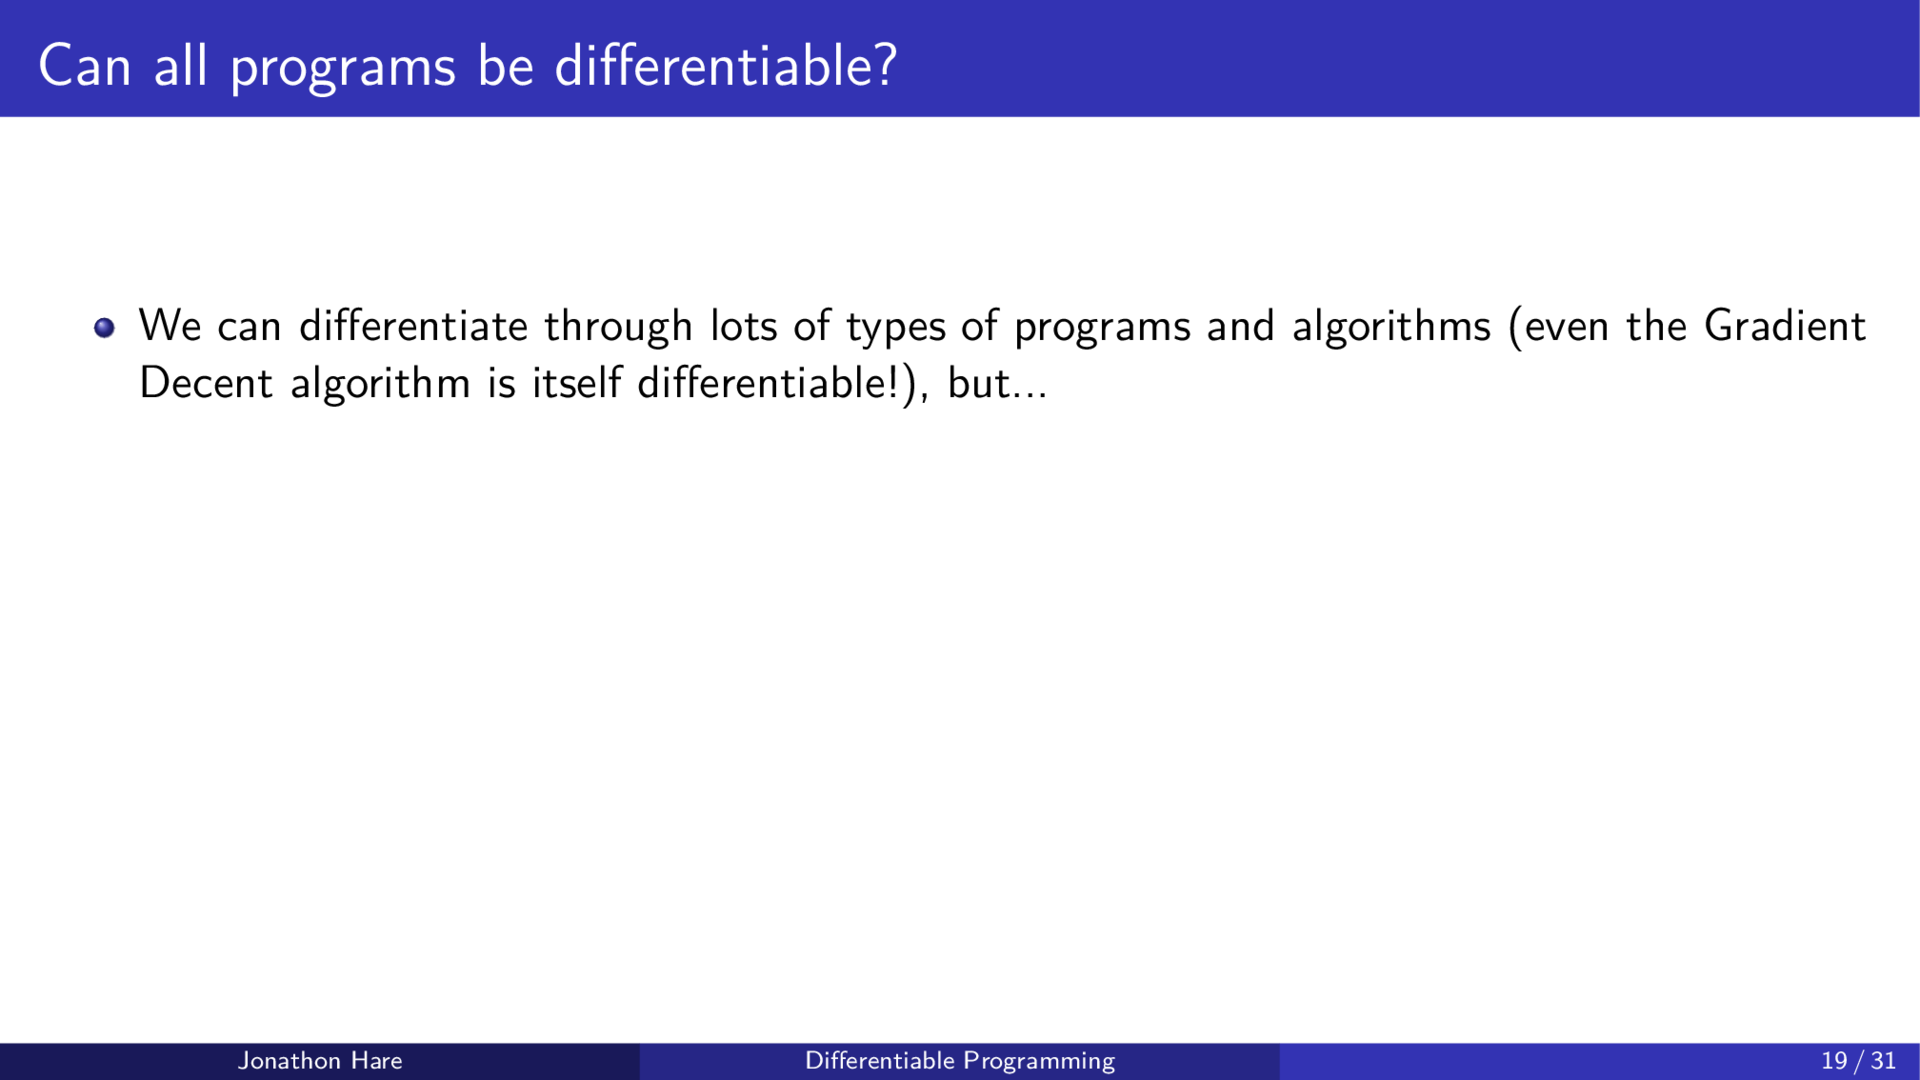 Can all programs be differentiable?
We can differentiate through lots of types of programs and algorithms (even the Gradient
Decent algorithm is itself differentiable!), but...
Jonathon Hare
Differentiable Programming
19 / 31